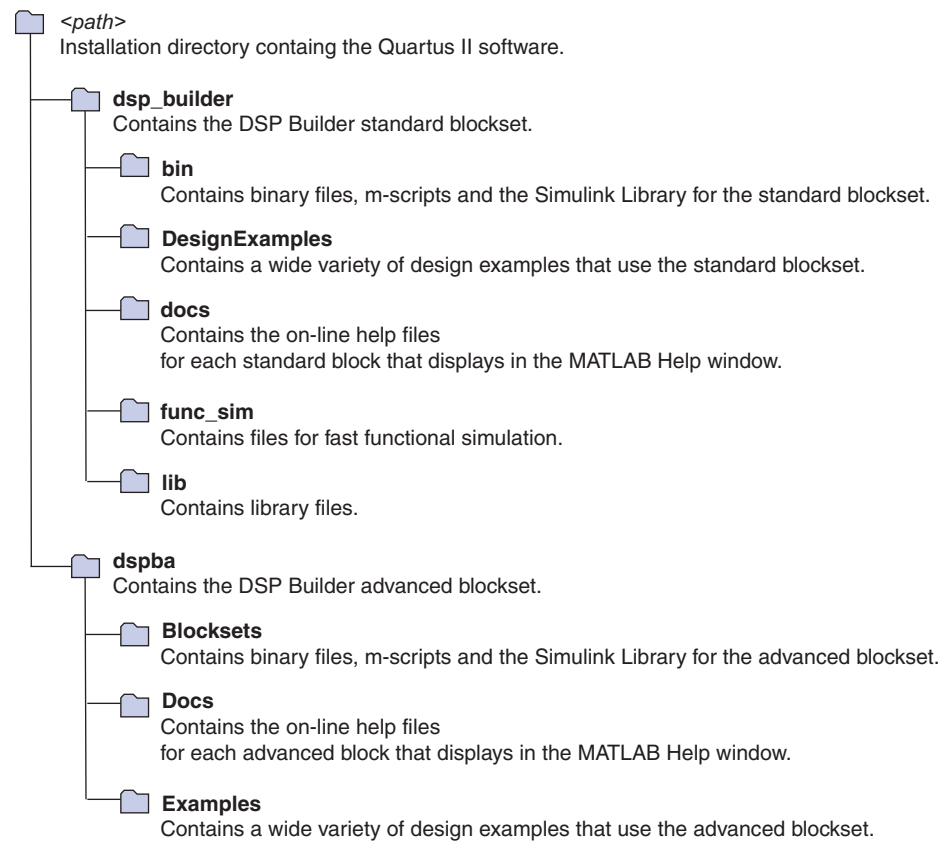 <path>
Installation directory containg the Quartus II software.
dsp_builder
Contains the DSP Builder standard blockset.
bin
Contains binary files, m-scripts and the Simulink Library for the standard blockset.
DesignExamples
Contains a wide variety of design examples that use the standard blockset.
docs
Contains the on-line help files
for each standard block that displays in the MATLAB Help window.
func_sim
Contains files for fast functional simulation.
lib
Contains library files.
dspba
Contains the DSP Builder advanced blockset.
Blocksets
Contains binary files, m-scripts and the Simulink Library for the advanced blockset.
Docs
Contains the on-line help files
for each advanced block that displays in the MATLAB Help window.
Examples
Contains a wide variety of design examples that use the advanced blockset.